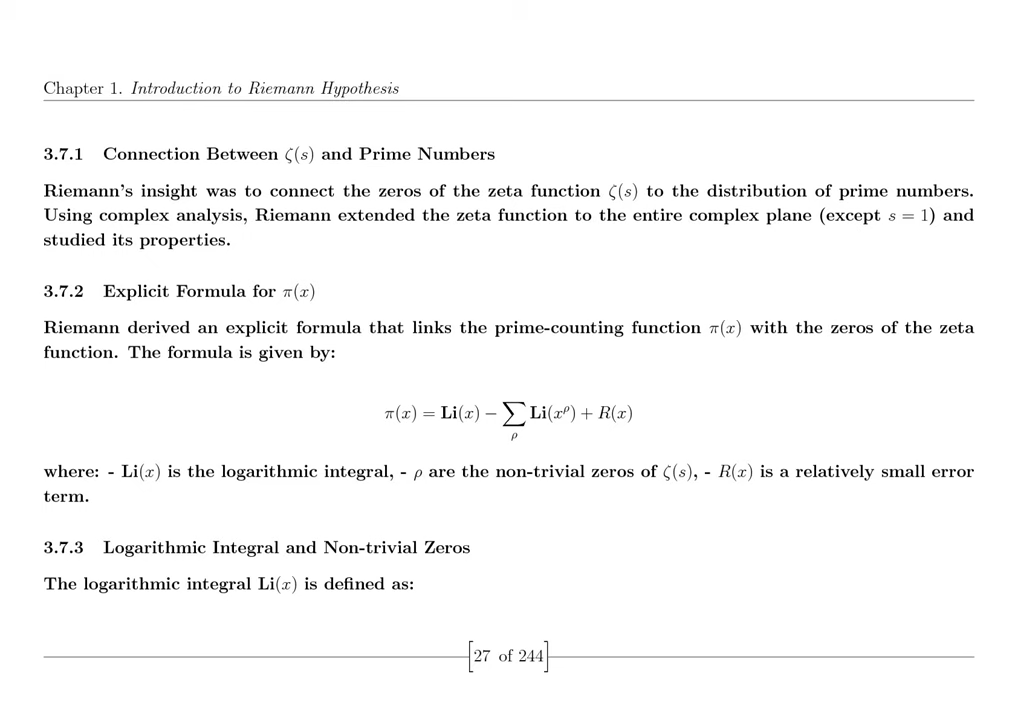 Chapter 1. Introduction to Riemann Hypothesis
3.7.1 Connection Between ζ(s) and Prime Numbers
Riemann's insight was to connect the zeros of the zeta function ζ(s) to the distribution of prime numbers.
Using complex analysis, Riemann extended the zeta function to the entire complex plane (except s = 1) and
studied its properties.
3.7.2 Explicit Formula for π(x)
Riemann derived an explicit formula that links the prime-counting function π(x) with the zeros of the zeta
function. The formula is given by:
π(x) = Li(x) − ∑ Li(x^ρ) + R(x)
ρ
where: - Li(x) is the logarithmic integral, - ρ are the non-trivial zeros of ζ(s), - R(x) is a relatively small error
term.
3.7.3 Logarithmic Integral and Non-trivial Zeros
The logarithmic integral Li(x) is defined as:
[27 of 244]